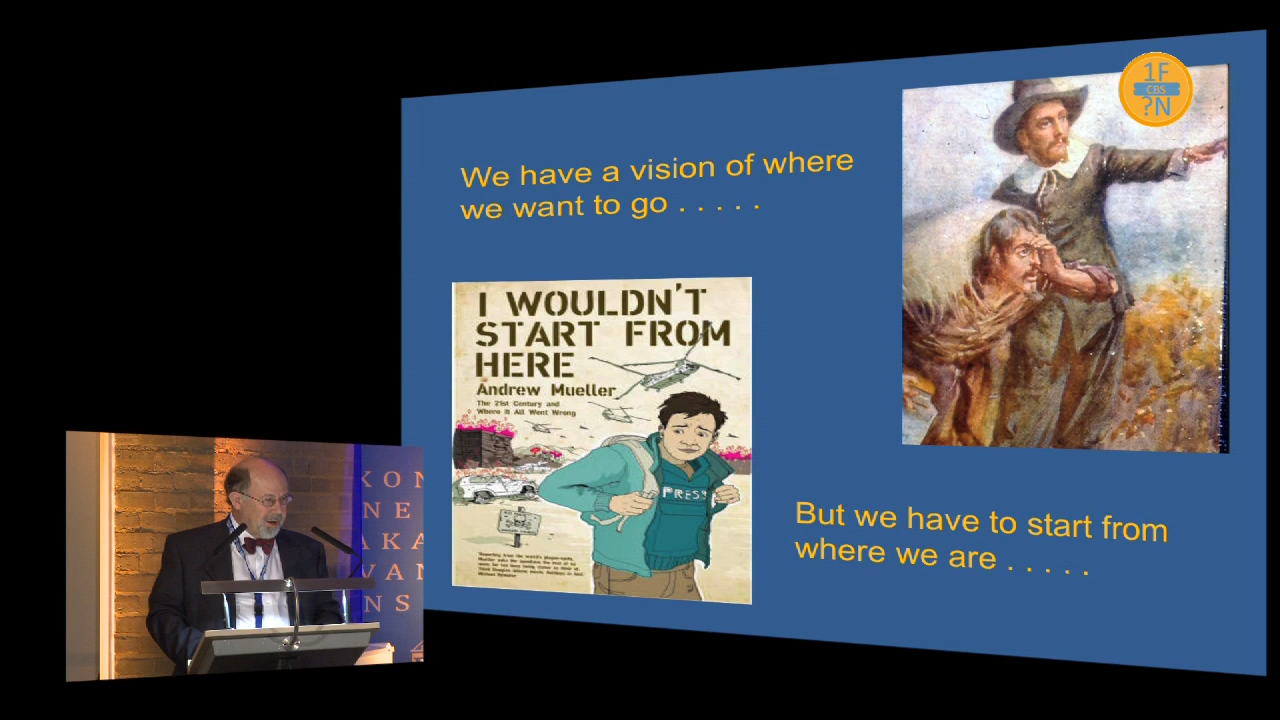 1F
CBS
?N
We have a vision of where
we want to go . . . . .
I WOULDN'T
START FROM
HERE
Andrew Mueller
The 21st Century and
Where It All Went Wrong
PRESS
But we have to start from
where we are . . . . .
KON
NE
AKA
VAN
NS